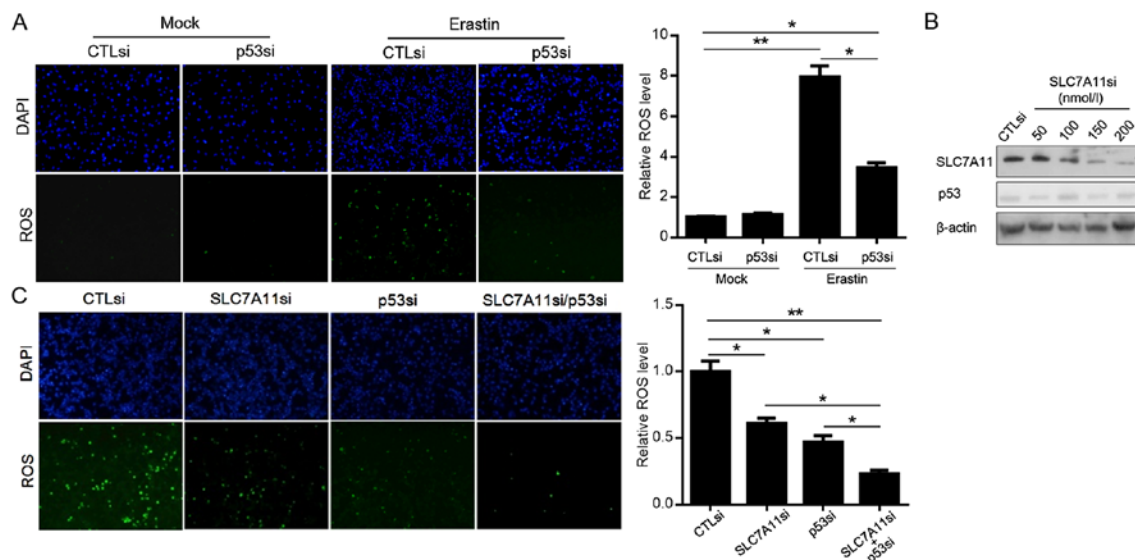 A
Mock
Erastin
CTLsi
p53si
CTLsi
p53si
DAPI
ROS
Relative ROS level
10
8
6
4
2
0
**
*
*
CTLsi
p53si
CTLsi
p53si
Mock
Erastin
B
SLC7A11si
(nmol/l)
CTLsi
50
100
150
200
SLC7A11
p53
β-actin
C
CTLsi
SLC7A11si
p53si
SLC7A11si/p53si
DAPI
ROS
Relative ROS level
1.5
1.0
0.5
0.0
**
*
*
*
*
CTLsi
SLC7A11si
p53si
SLC7A11si
+
p53si